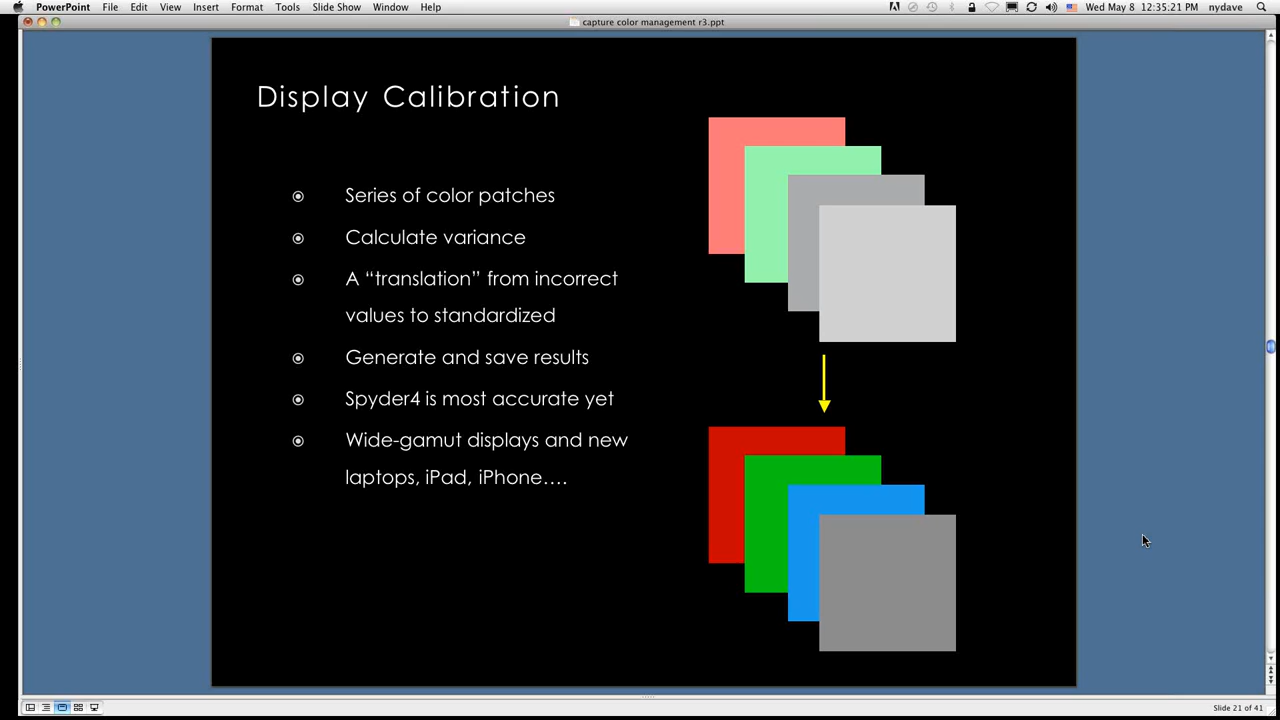 PowerPoint File Edit View Insert Format Tools Slide Show Window Help Wed May 8 12:35:21 PM nydave
capture color management r3.ppt
Display Calibration
Series of color patches
Calculate variance
A “translation” from incorrect
values to standardized
Generate and save results
Spyder4 is most accurate yet
Wide-gamut displays and new
laptops, iPad, iPhone….
Slide 21 of 41